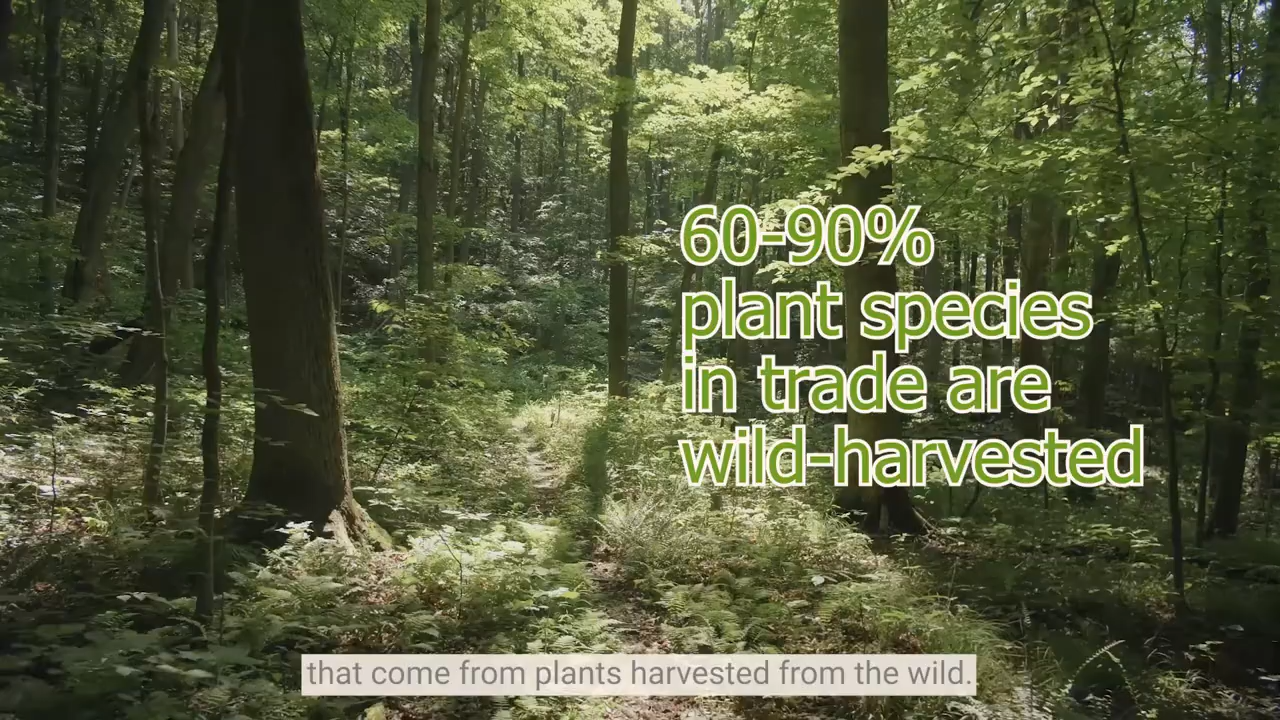 60-90%
plant species
in trade are
wild-harvested
that come from plants harvested from the wild.